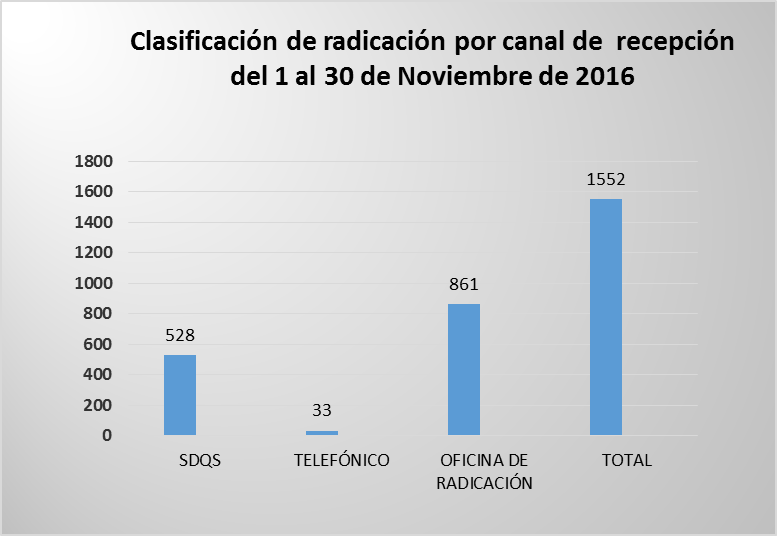 Clasificación de radicación por canal de  recepción
del 1 al 30 de Noviembre de 2016
1800
1600
1400
1200
1000
800
600
400
200
0
528
33
861
1552
SDQS
TELEFÓNICO
OFICINA DE
RADICACIÓN
TOTAL